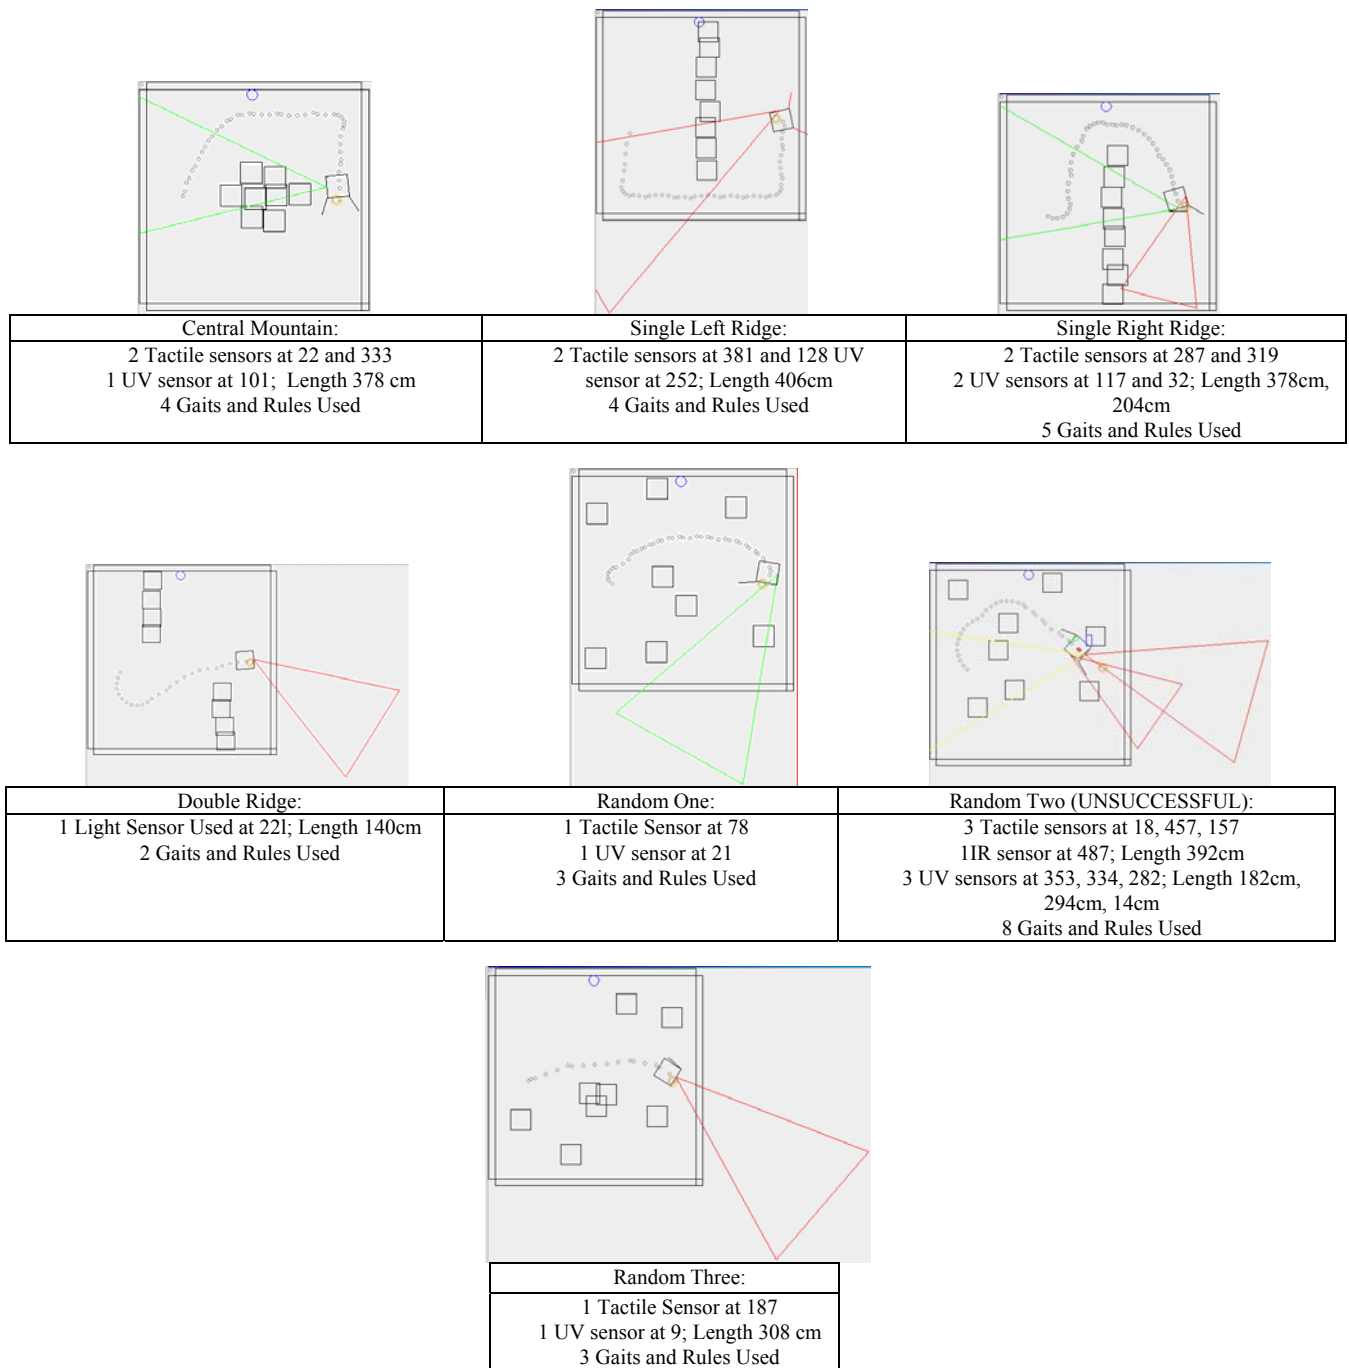 Central Mountain:
2 Tactile sensors at 22 and 333
1 UV sensor at 101; Length 378 cm
4 Gaits and Rules Used
Single Left Ridge:
2 Tactile sensors at 381 and 128 UV
sensor at 252; Length 406cm
4 Gaits and Rules Used
Single Right Ridge:
2 Tactile sensors at 287 and 319
2 UV sensors at 117 and 32; Length 378cm,
204cm
5 Gaits and Rules Used
Double Ridge:
1 Light Sensor Used at 22l; Length 140cm
2 Gaits and Rules Used
Random One:
1 Tactile Sensor at 78
1 UV sensor at 21
3 Gaits and Rules Used
Random Two (UNSUCCESSFUL):
3 Tactile sensors at 18, 457, 157
1IR sensor at 487; Length 392cm
3 UV sensors at 353, 334, 282; Length 182cm,
294cm, 14cm
8 Gaits and Rules Used
Random Three:
1 Tactile Sensor at 187
1 UV sensor at 9; Length 308 cm
3 Gaits and Rules Used